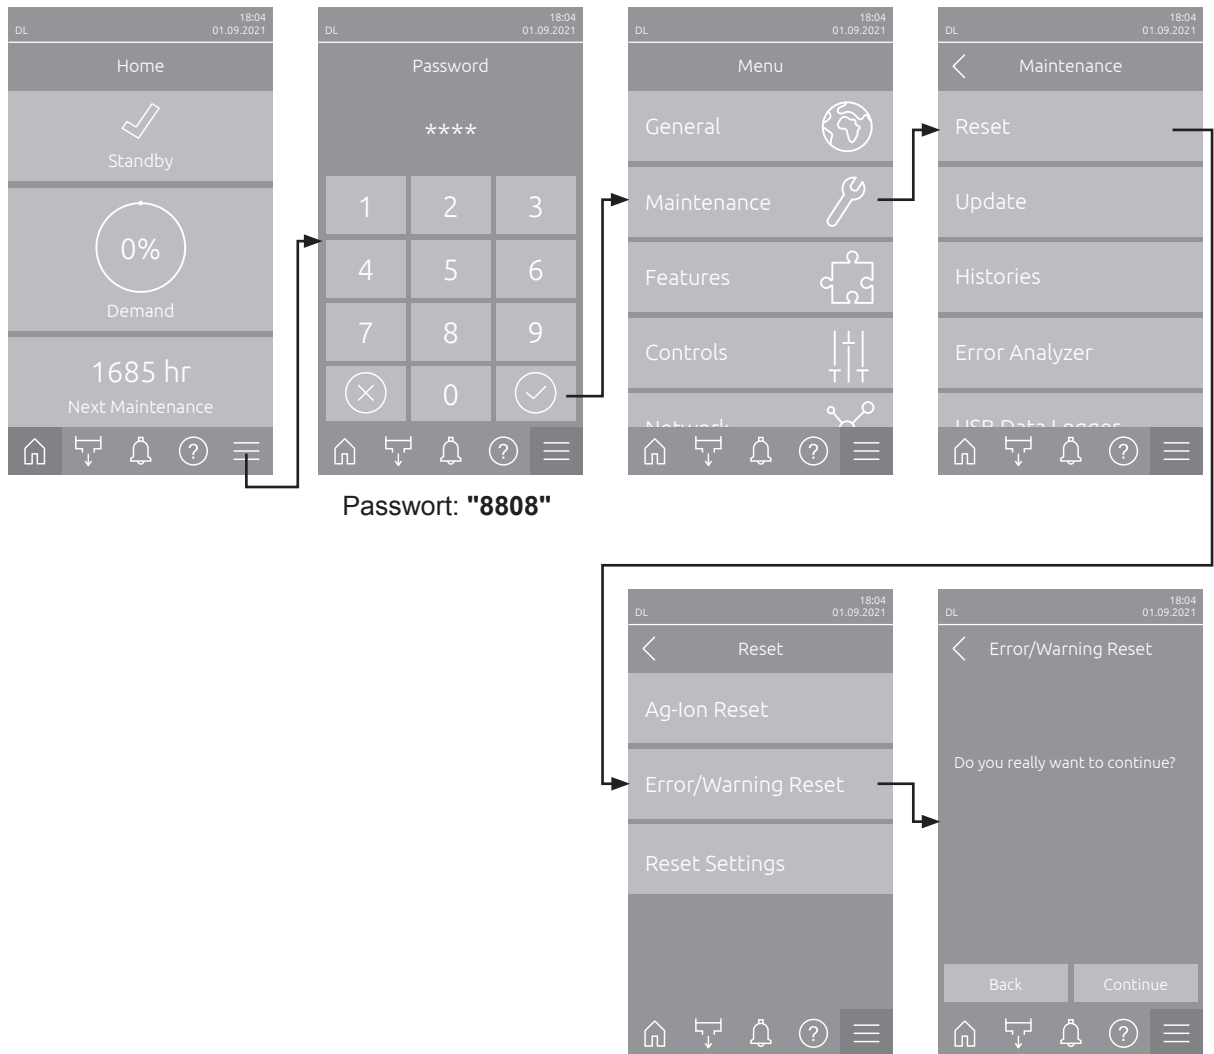 18:04
DL 01.09.2021
Home
Standby
0%
Demand
1685 hr
Next Maintenance
?
18:04
DL 01.09.2021
Password
****
1 2 3
4 5 6
7 8 9
0
?
Passwort: "8808"
18:04
DL 01.09.2021
Menu
General
Maintenance
Features
Controls
Network
?
18:04
DL 01.09.2021
Maintenance
Reset
Update
Histories
Error Analyzer
USB Data Logger
?
18:04
DL 01.09.2021
Reset
Ag-Ion Reset
Error/Warning Reset
Reset Settings
?
18:04
DL 01.09.2021
Error/Warning Reset
Do you really want to continue?
Back Continue
?